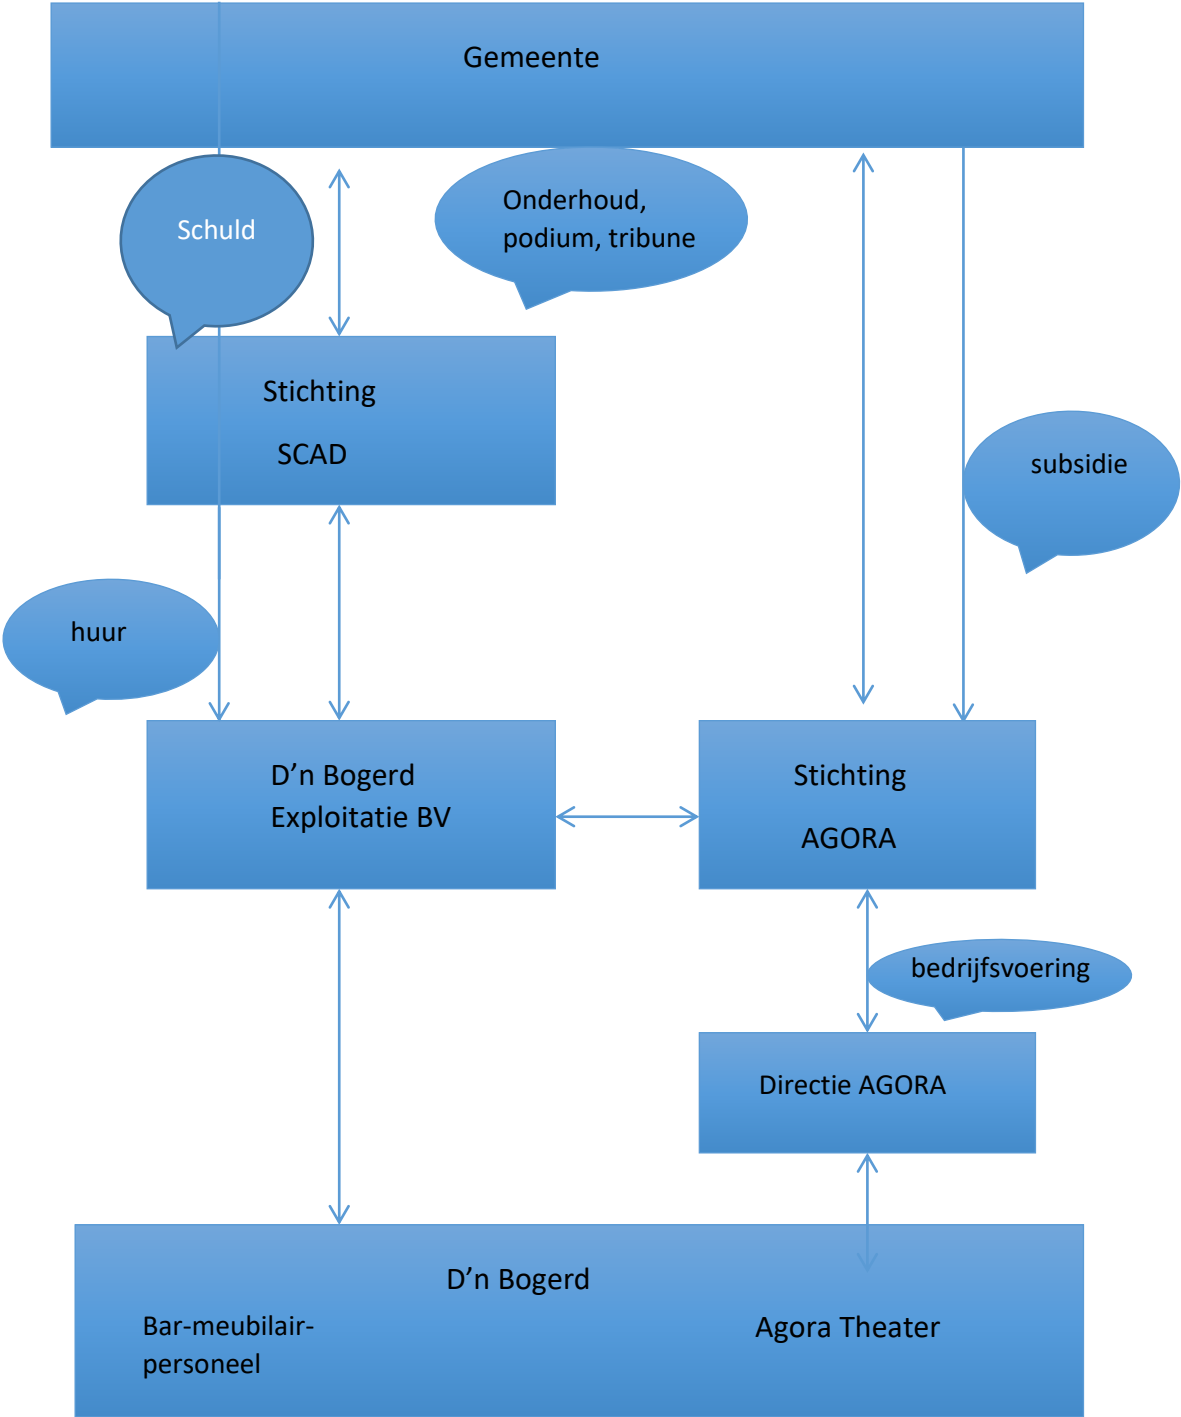 Gemeente
Schuld
Onderhoud,
podium, tribune
Stichting
SCAD
subsidie
huur
D’n Bogerd
Exploitatie BV
Stichting
AGORA
bedrijfsvoering
Directie AGORA
D’n Bogerd
Bar-meubilair-
personeel
Agora Theater